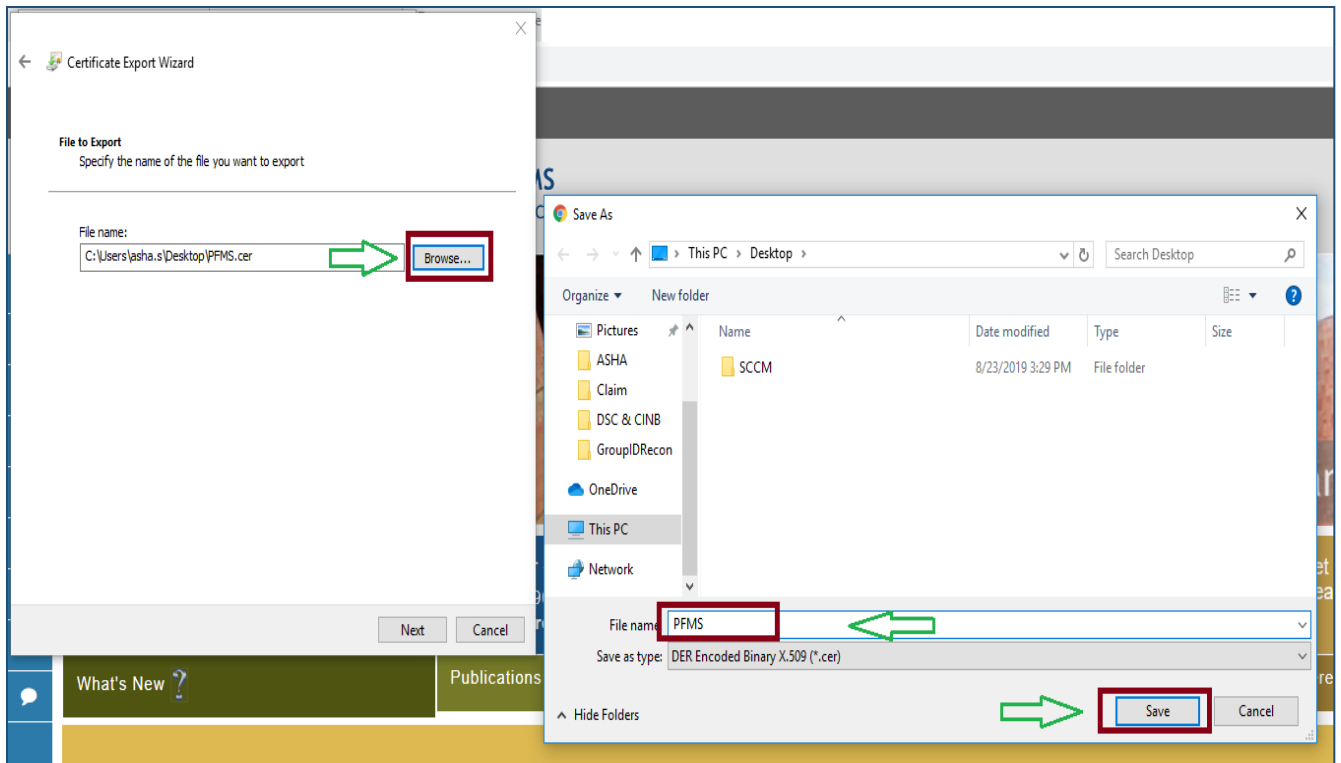 Certificate Export Wizard
File to Export
Specify the name of the file you want to export
File name:
C:\Users\asha.s\Desktop\PFMS.cer
Browse...
Next
Cancel
Save As
This PC > Desktop >
Search Desktop
Organize
New folder
Name
Date modified
Type
Size
Pictures
ASHA
Claim
DSC & CINB
GroupIDRecon
OneDrive
This PC
Network
SCCM
8/23/2019 3:29 PM
File folder
File name
PFMS
Save as type:
DER Encoded Binary X.509 (*.cer)
Hide Folders
Save
Cancel
What's New ?
Publications